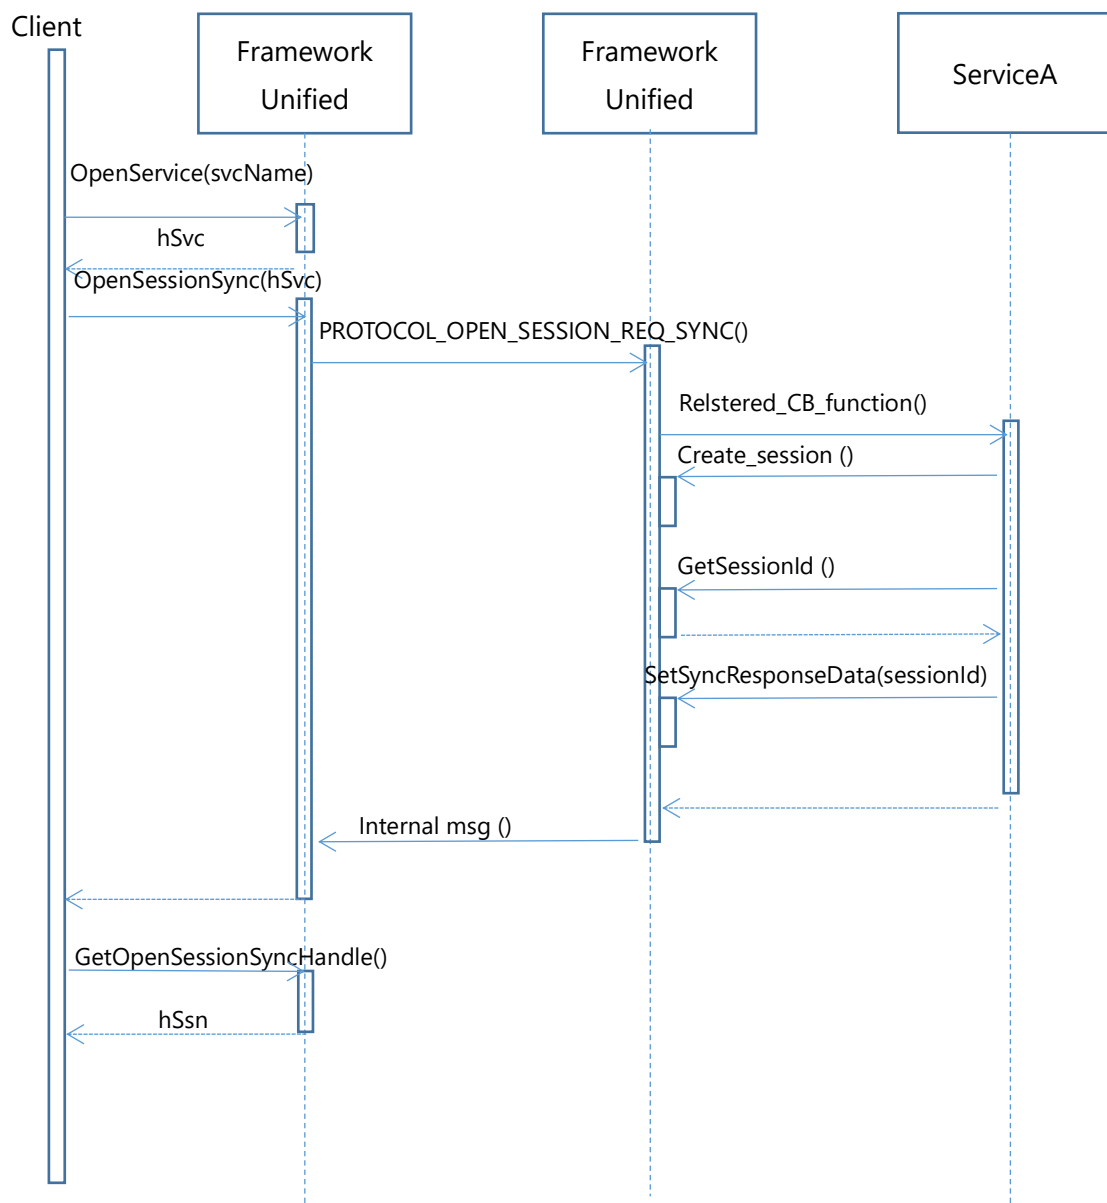 Client
Framework
Unified
Framework
Unified
ServiceA
OpenService(svcName)
hSvc
OpenSessionSync(hSvc)
PROTOCOL_OPEN_SESSION_REQ_SYNC()
Relstered_CB_function()
Create_session ()
GetSessionId ()
SetSyncResponseData(sessionId)
Internal msg ()
GetOpenSessionSyncHandle()
hSsn